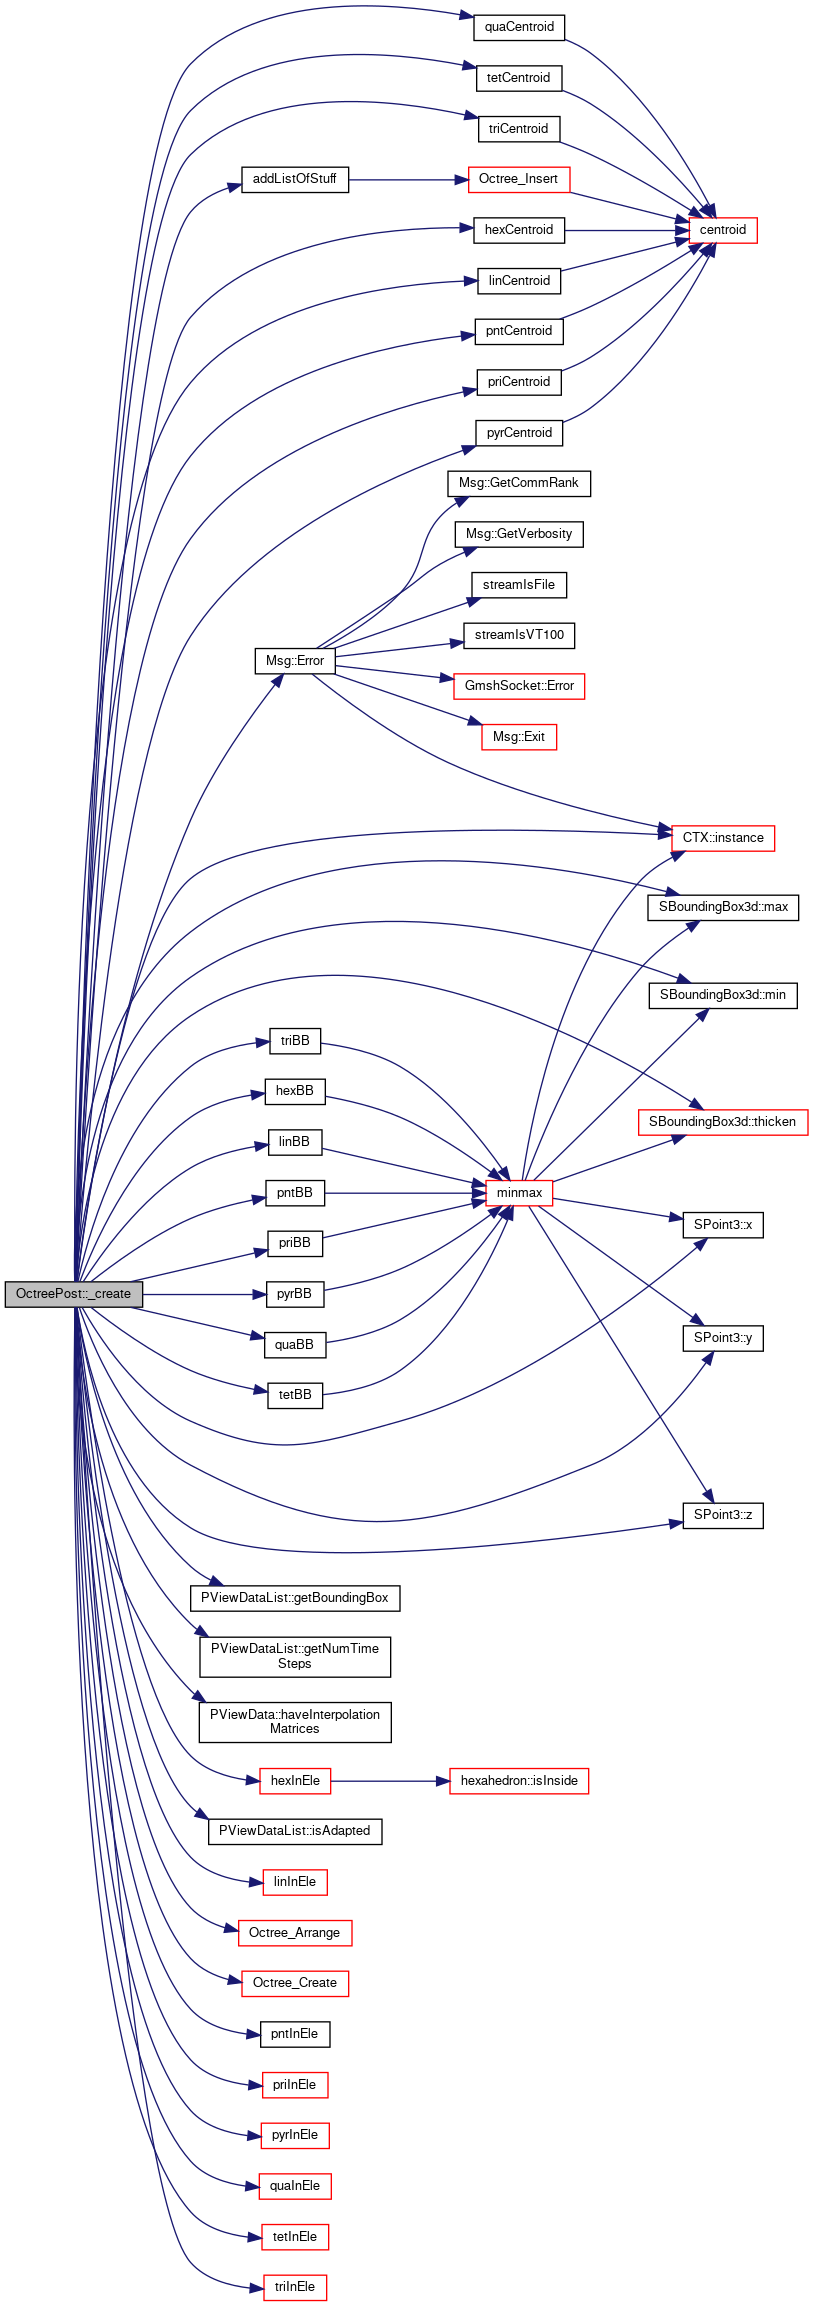 quaCentroid
tetCentroid
triCentroid
addListOfStuff
Octree_Insert
hexCentroid
centroid
linCentroid
pntCentroid
priCentroid
pyrCentroid
Msg::GetCommRank
Msg::GetVerbosity
streamIsFile
streamIsVT100
Msg::Error
GmshSocket::Error
Msg::Exit
CTX::instance
SBoundingBox3d::max
SBoundingBox3d::min
triBB
hexBB
SBoundingBox3d::thicken
linBB
pntBB
minmax
SPoint3::x
priBB
OctreePost::_create
pyrBB
quaBB
SPoint3::y
tetBB
SPoint3::z
PViewDataList::getBoundingBox
PViewDataList::getNumTime
Steps
PViewData::haveInterpolation
Matrices
hexInEle
hexahedron::isInside
PViewDataList::isAdapted
linInEle
Octree_Arrange
Octree_Create
pntInEle
priInEle
pyrInEle
quaInEle
tetInEle
triInEle